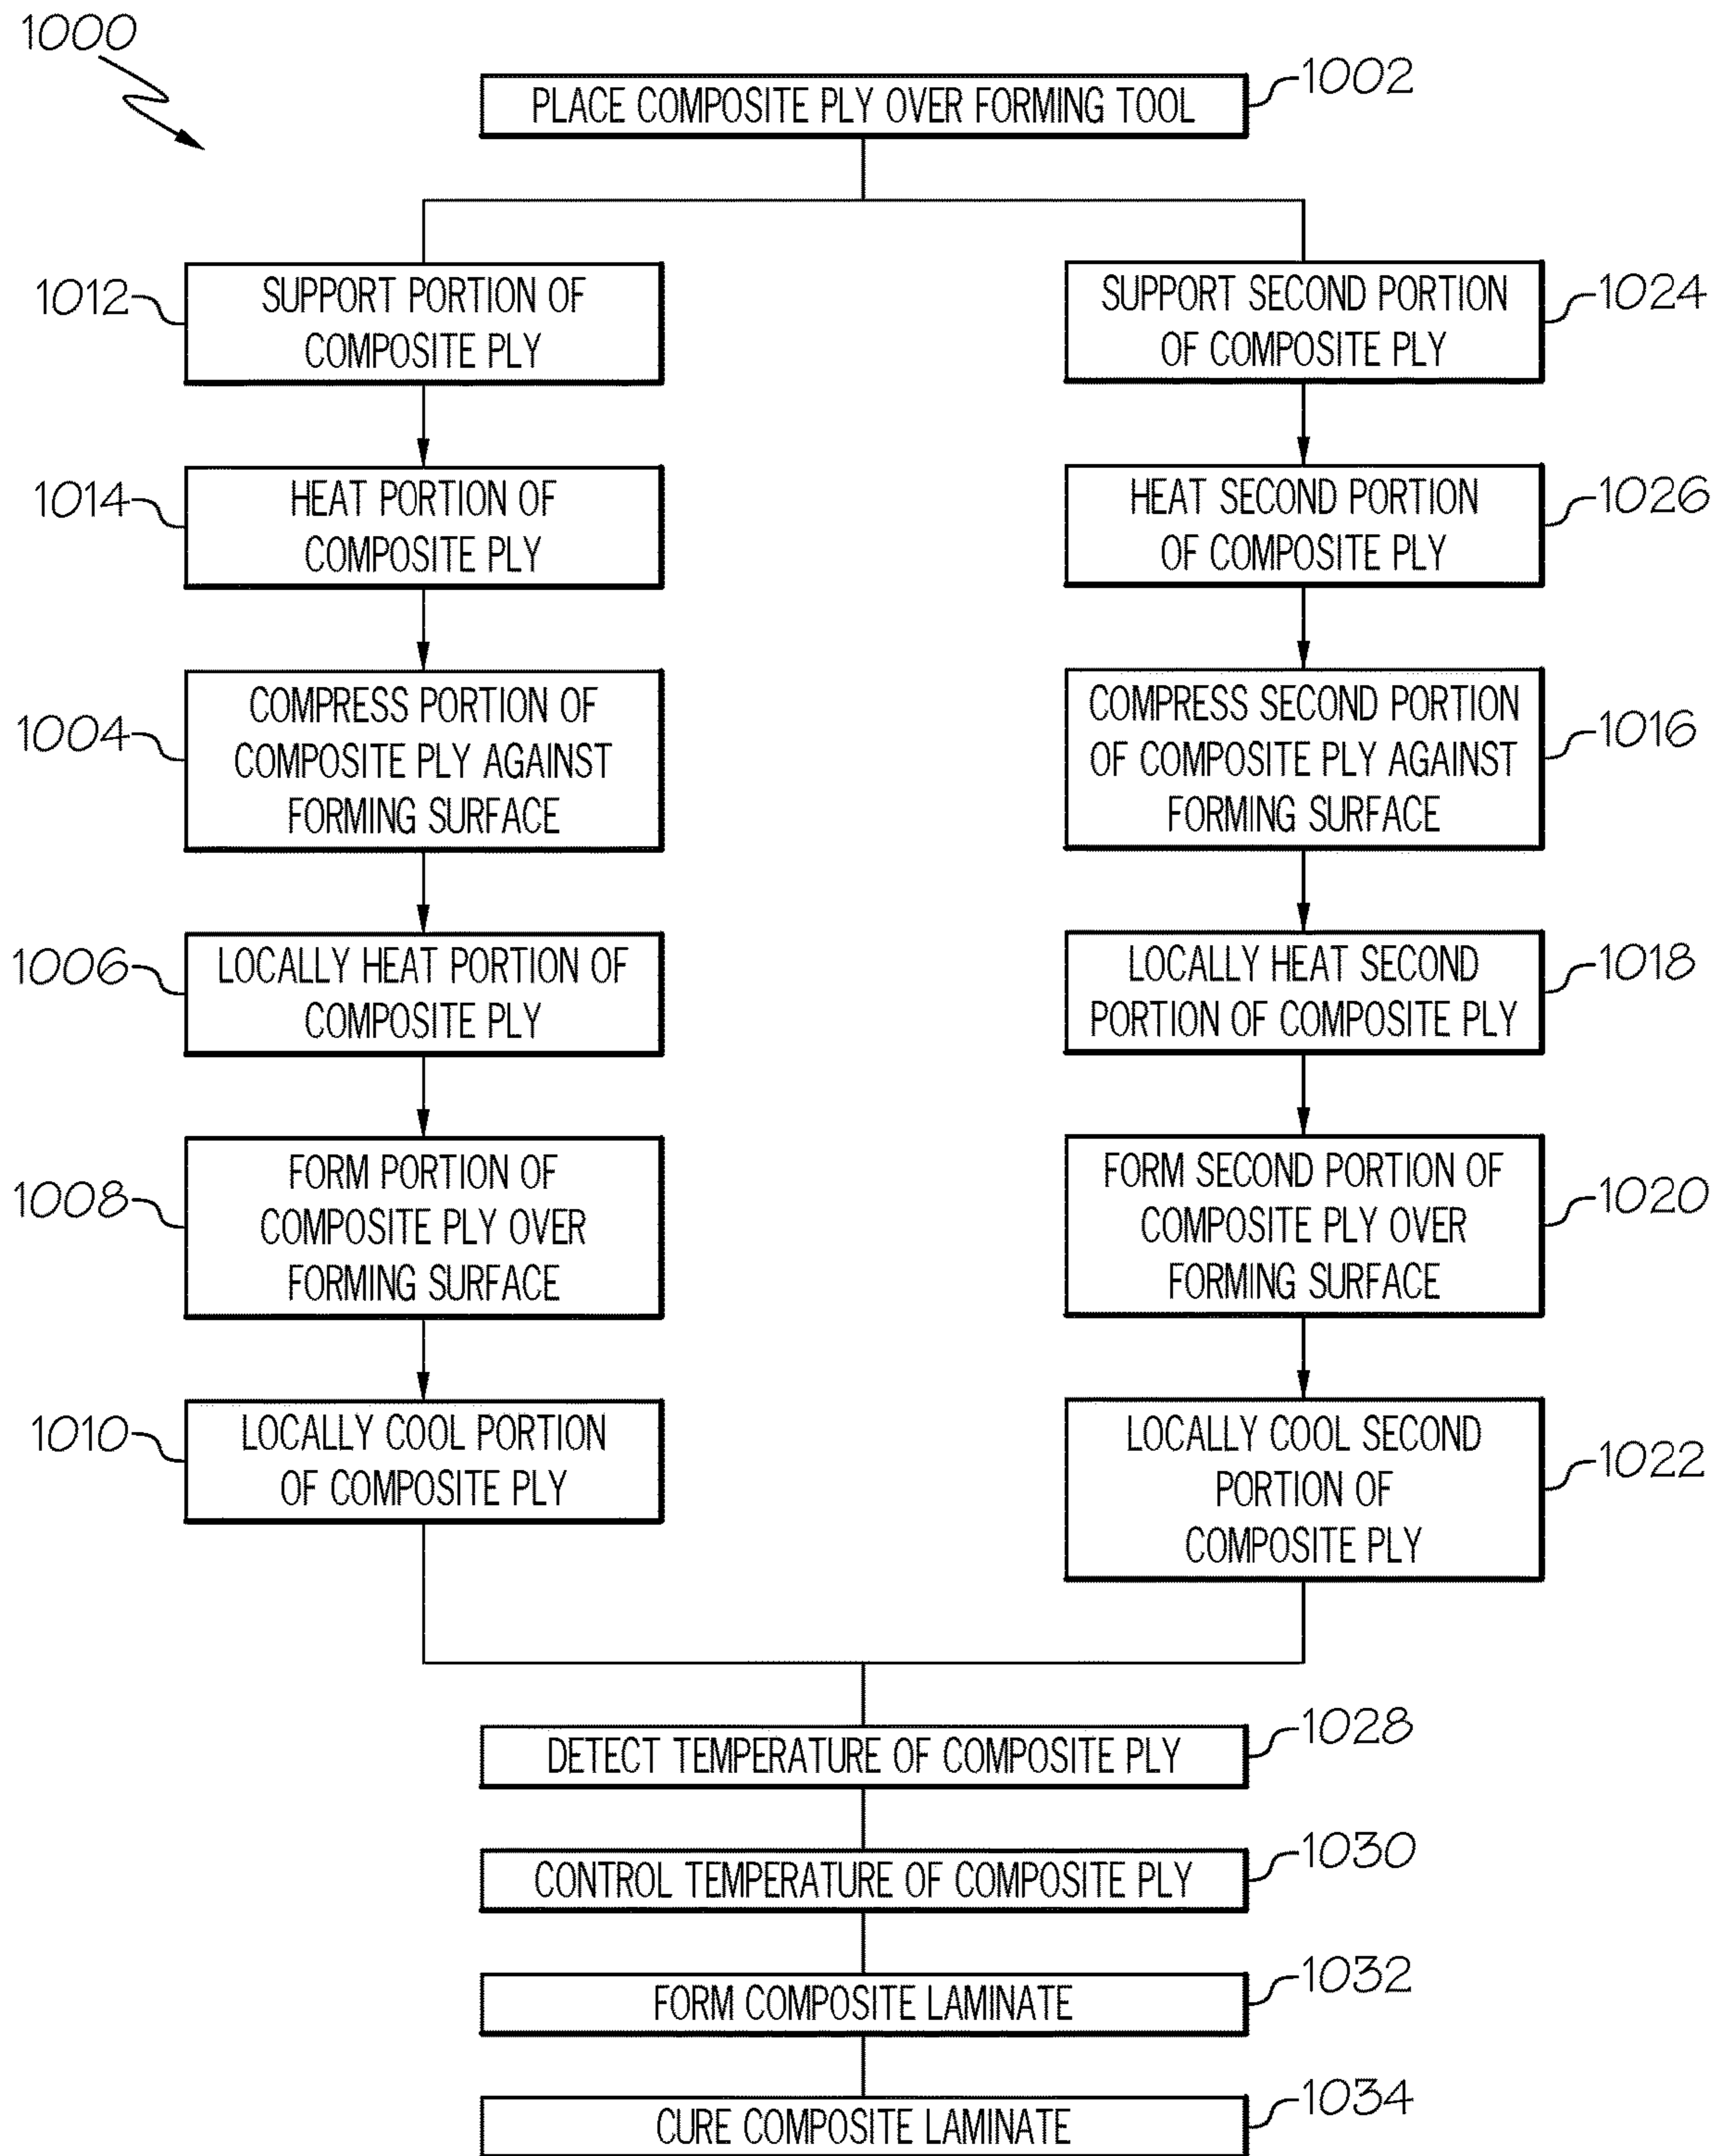 1000
PLACE COMPOSITE PLY OVER FORMING TOOL
1002
1012
SUPPORT PORTION OF
COMPOSITE PLY
SUPPORT SECOND PORTION
OF COMPOSITE PLY
1024
1014
HEAT PORTION OF
COMPOSITE PLY
HEAT SECOND PORTION
OF COMPOSITE PLY
1026
1004
COMPRESS PORTION OF
COMPOSITE PLY AGAINST
FORMING SURFACE
COMPRESS SECOND PORTION
OF COMPOSITE PLY AGAINST
FORMING SURFACE
1016
1006
LOCALLY HEAT PORTION OF
COMPOSITE PLY
LOCALLY HEAT SECOND
PORTION OF COMPOSITE PLY
1018
1008
FORM PORTION OF
COMPOSITE PLY OVER
FORMING SURFACE
FORM SECOND PORTION OF
COMPOSITE PLY OVER
FORMING SURFACE
1020
1010
LOCALLY COOL PORTION
OF COMPOSITE PLY
LOCALLY COOL SECOND
PORTION OF
COMPOSITE PLY
1022
DETECT TEMPERATURE OF COMPOSITE PLY
1028
CONTROL TEMPERATURE OF COMPOSITE PLY
1030
FORM COMPOSITE LAMINATE
1032
CURE COMPOSITE LAMINATE
1034